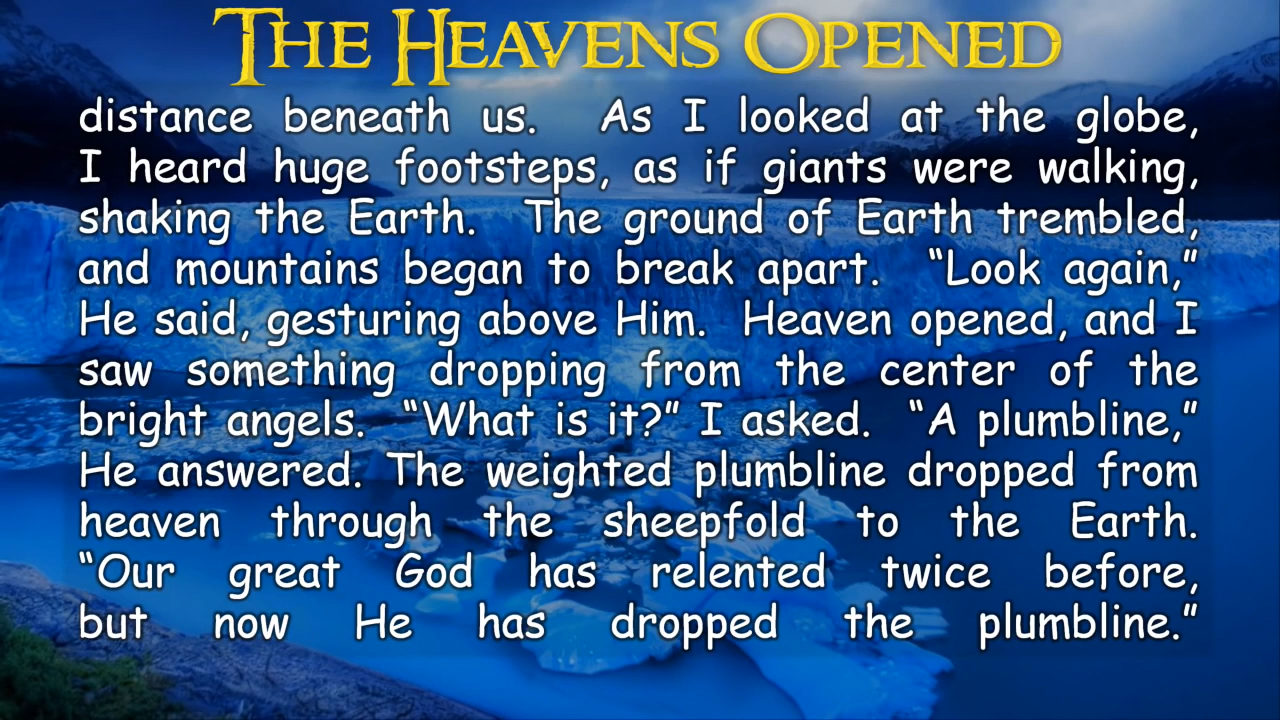 THE HEAVENS OPENED
distance beneath us. As I looked at the globe,
I heard huge footsteps, as if giants were walking,
shaking the Earth. The ground of Earth trembled,
and mountains began to break apart. “Look again,”
He said, gesturing above Him. Heaven opened, and I
saw something dropping from the center of the
bright angels. “What is it?” I asked. “A plumbline,”
He answered. The weighted plumbline dropped from
heaven through the sheepfold to the Earth.
“Our great God has relented twice before,
but now He has dropped the plumbline.”